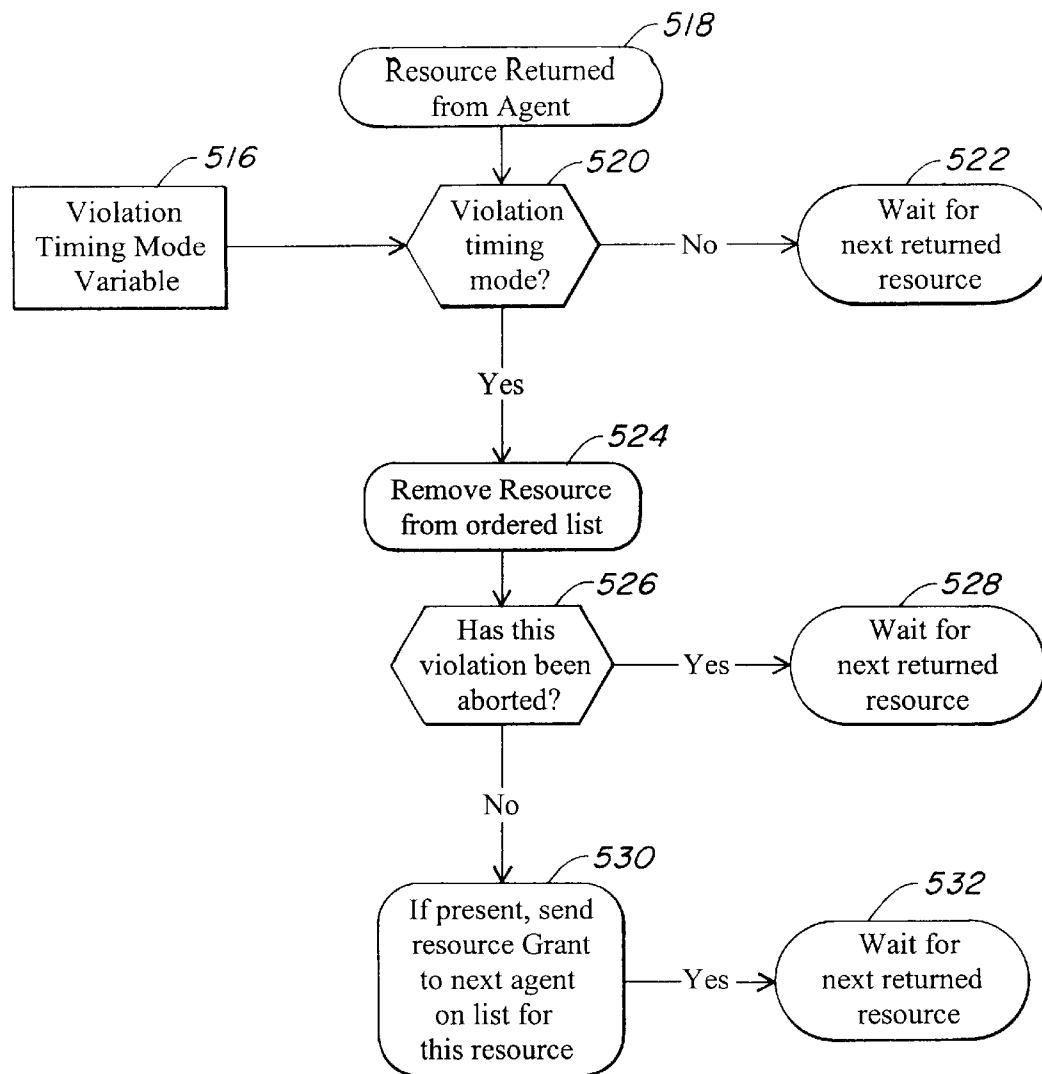 518
Resource Returned
from Agent
516
Violation
Timing Mode
Variable
520
Violation
timing
mode?
No
522
Wait for
next returned
resource
Yes
524
Remove Resource
from ordered list
526
Has this
violation been
aborted?
Yes
528
Wait for
next returned
resource
No
530
If present, send
resource Grant
to next agent
on list for
this resource
Yes
532
Wait for
next returned
resource